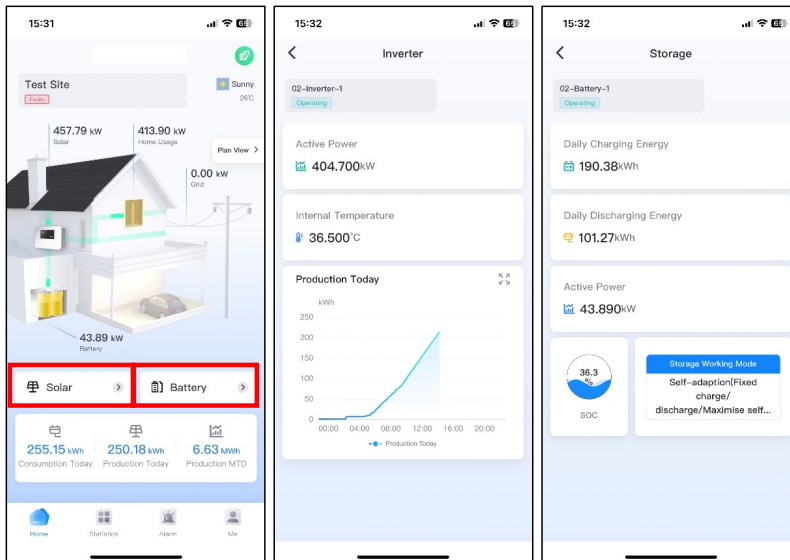 15:31
65
Test Site
Faulty
Sunny
26℃
457.79 kW
Solar
413.90 kW
Home Usage
Plan View >
0.00 kW
Grid
43.89 kW
Battery
Solar >
Battery >
255.15 kWh
Consumption Today
250.18 kWh
Production Today
6.63 MWh
Production MTD
Home
Statistics
Alarm
Me
15:32
65
Inverter
02-Inverter-1
Operating
Active Power
404.700kW
Internal Temperature
36.500°C
Production Today
kWh
250
200
150
100
50
0
00:00 04:00 08:00 12:00 16:00 20:00
Production Today
15:32
65
Storage
02-Battery-1
Operating
Daily Charging Energy
190.38kWh
Daily Discharging Energy
101.27kWh
Active Power
43.890kW
36.3
%
SOC
Storage Working Mode
Self-adaption(Fixed
charge/
discharge/Maximise self...